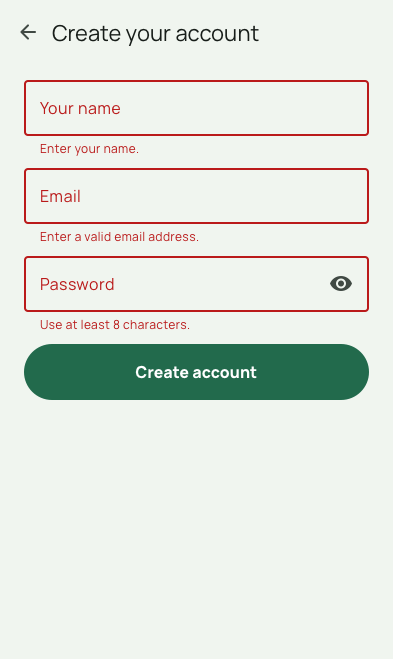 Create your account
Your name
Enter your name.
Email
Enter a valid email address.
Password
Use at least 8 characters.
Create account